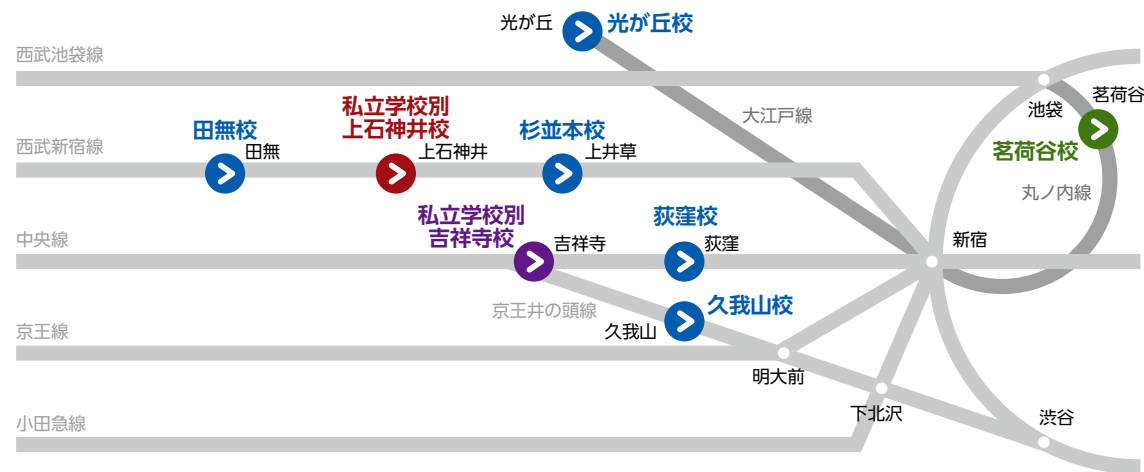 光が丘
光が丘校
西武池袋線
池袋
茗荷谷
茗荷谷校
大江戸線
丸ノ内線
私立学校別
上石神井校
田無校
田無
上石神井
杉並本校
上井草
西武新宿線
私立学校別
吉祥寺校
吉祥寺
荻窪校
荻窪
新宿
中央線
京王井の頭線
久我山校
久我山
京王線
明大前
下北沢
渋谷
小田急線